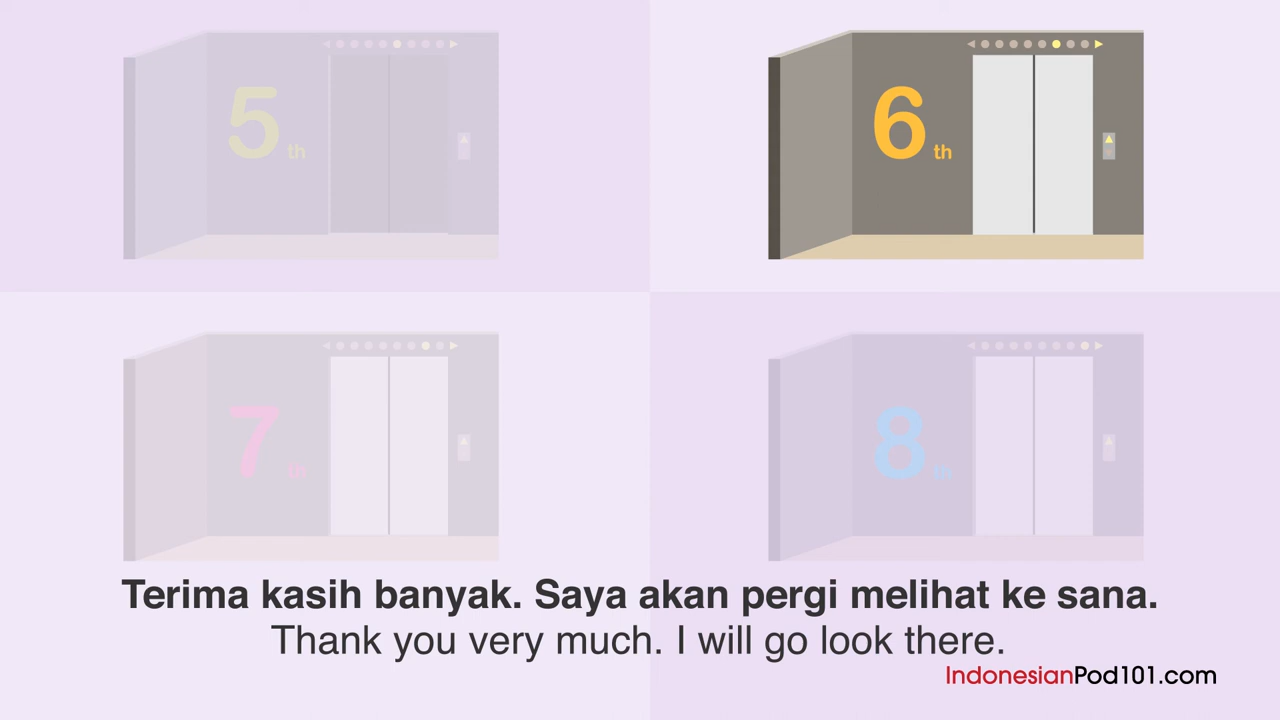 5th
6th
7th
8th
Terima kasih banyak. Saya akan pergi melihat ke sana.
Thank you very much. I will go look there.
IndonesianPod101.com